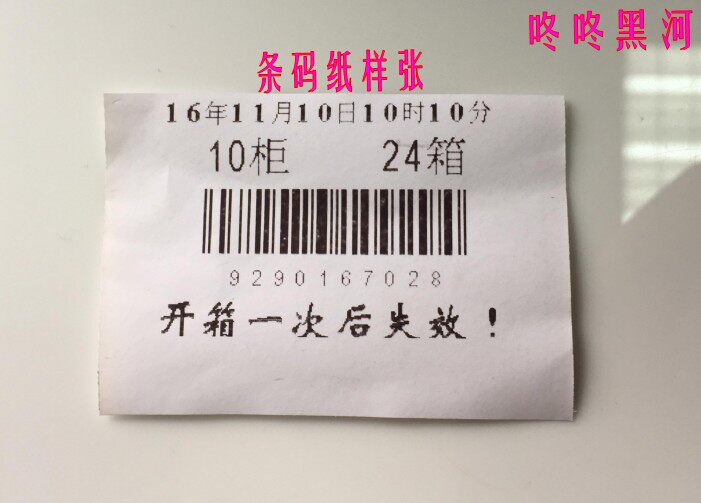 咚咚黑河
条码纸样张
16年11月10日10时10分
10柜 24箱
9290167028
开箱一次后失效！